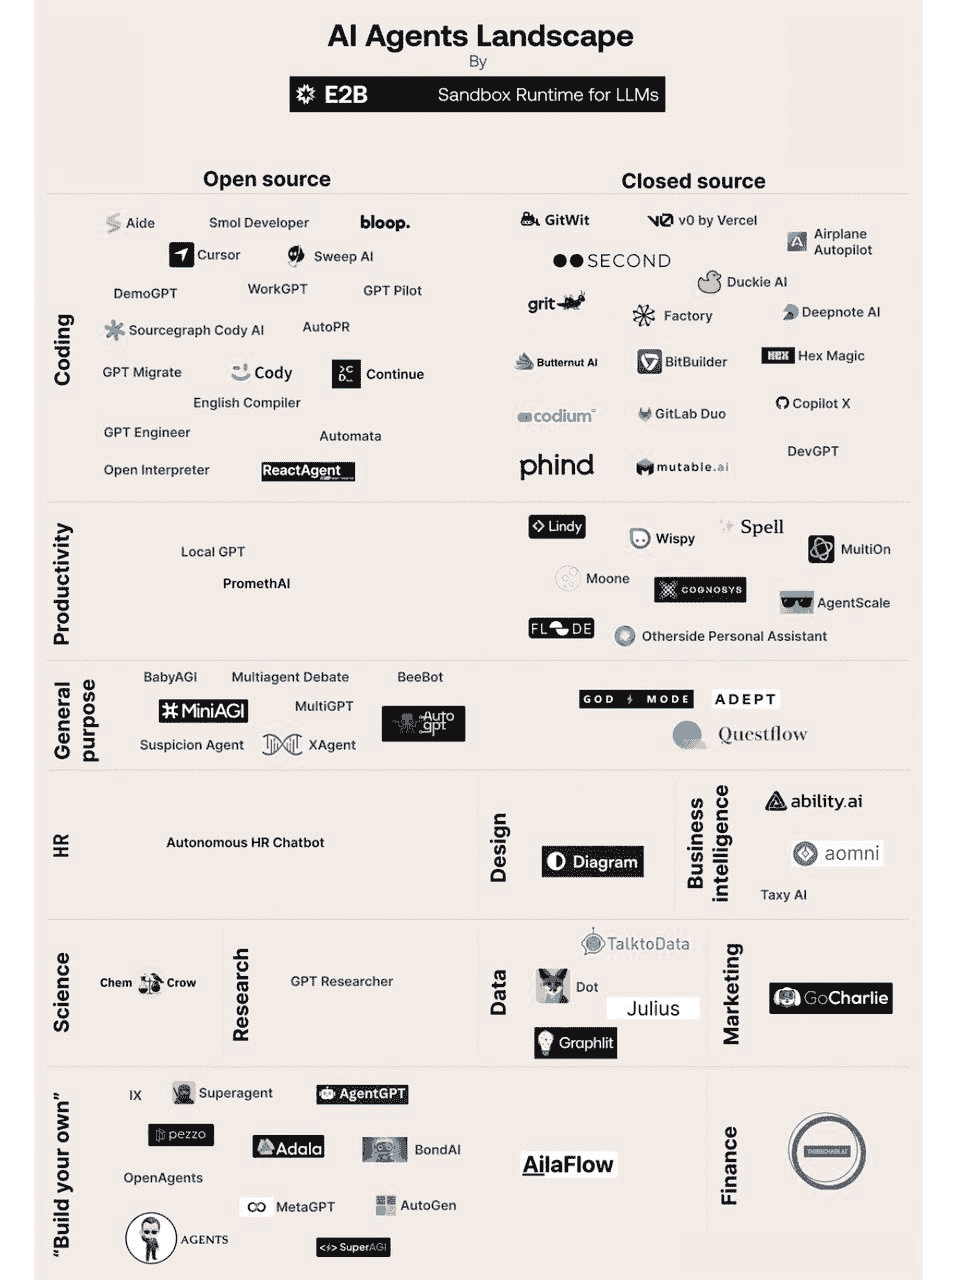 AI Agents Landscape
By
E2B Sandbox Runtime for LLMs
Open source
Closed source
Coding
Aide
Smol Developer
bloop.
Cursor
Sweep AI
DemoGPT
WorkGPT
GPT Pilot
Sourcegraph Cody AI
AutoPR
GPT Migrate
Cody
Continue
English Compiler
GPT Engineer
Automata
Open Interpreter
ReactAgent
GitWit
v0 by Vercel
Airplane
Autopilot
SECOND
Duckie AI
grit
Factory
Deepnote AI
Butternut AI
BitBuilder
HEX Hex Magic
codium
GitLab Duo
Copilot X
DevGPT
phind
mutable.ai
Productivity
Local GPT
PromethAI
Lindy
Wispy
Spell
MultiOn
Moone
COGNOSYS
AgentScale
FL DE
Otherside Personal Assistant
General
purpose
BabyAGI
Multiagent Debate
BeeBot
MiniAGI
MultiGPT
Auto
gpt
Suspicion Agent
XAgent
GOD MODE
ADEPT
Questflow
HR
Autonomous HR Chatbot
Design
Diagram
Business
intelligence
ability.ai
aomni
Taxy AI
Science
Chem Crow
Research
GPT Researcher
Data
TalktoData
Dot
Julius
Graphlit
Marketing
GoCharlie
"Build your own"
IX
Superagent
AgentGPT
pezzo
Adala
BondAI
OpenAgents
MetaGPT
AutoGen
AGENTS
SuperAGI
AilaFlow
Finance